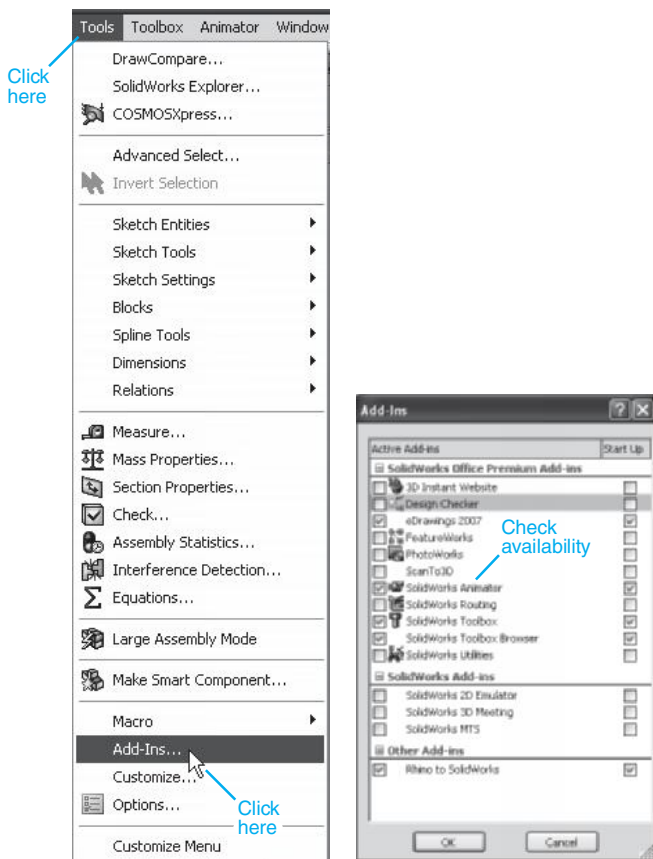 Tools Toolbox Animator Window
Click
here
DrawCompare...
SolidWorks Explorer...
COSMOSXpress...
Advanced Select...
Invert Selection
Sketch Entities
Sketch Tools
Sketch Settings
Blocks
Spline Tools
Dimensions
Relations
Measure...
Mass Properties...
Section Properties...
Check...
Assembly Statistics...
Interference Detection...
Equations...
Large Assembly Mode
Make Smart Component...
Macro
Add-Ins...
Customize...
Options...
Click
here
Customize Menu
Add-Ins
Active Add-ins Start Up
SolidWorks Office Premium Add-ins
3D Instant Website
Design Checker
eDrawings 2007
FeatureWorks
PhotoWorks
ScanTo3D
SolidWorks Animator
SolidWorks Routing
SolidWorks Toolbox
SolidWorks Toolbox Browser
SolidWorks Utilities
Check
availability
SolidWorks Add-ins
SolidWorks 2D Emulator
SolidWorks 3D Meeting
SolidWorks MTS
Other Add-ins
Rhino to SolidWorks
OK Cancel